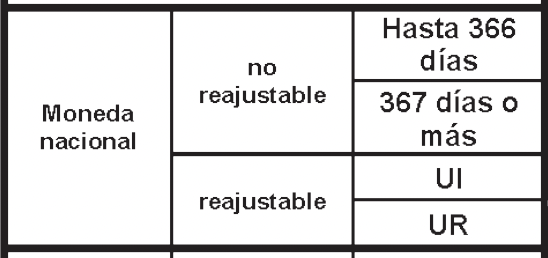 Moneda
nacional
no
reajustable
Hasta 366
días
367 días o
más
reajustable
UI
UR